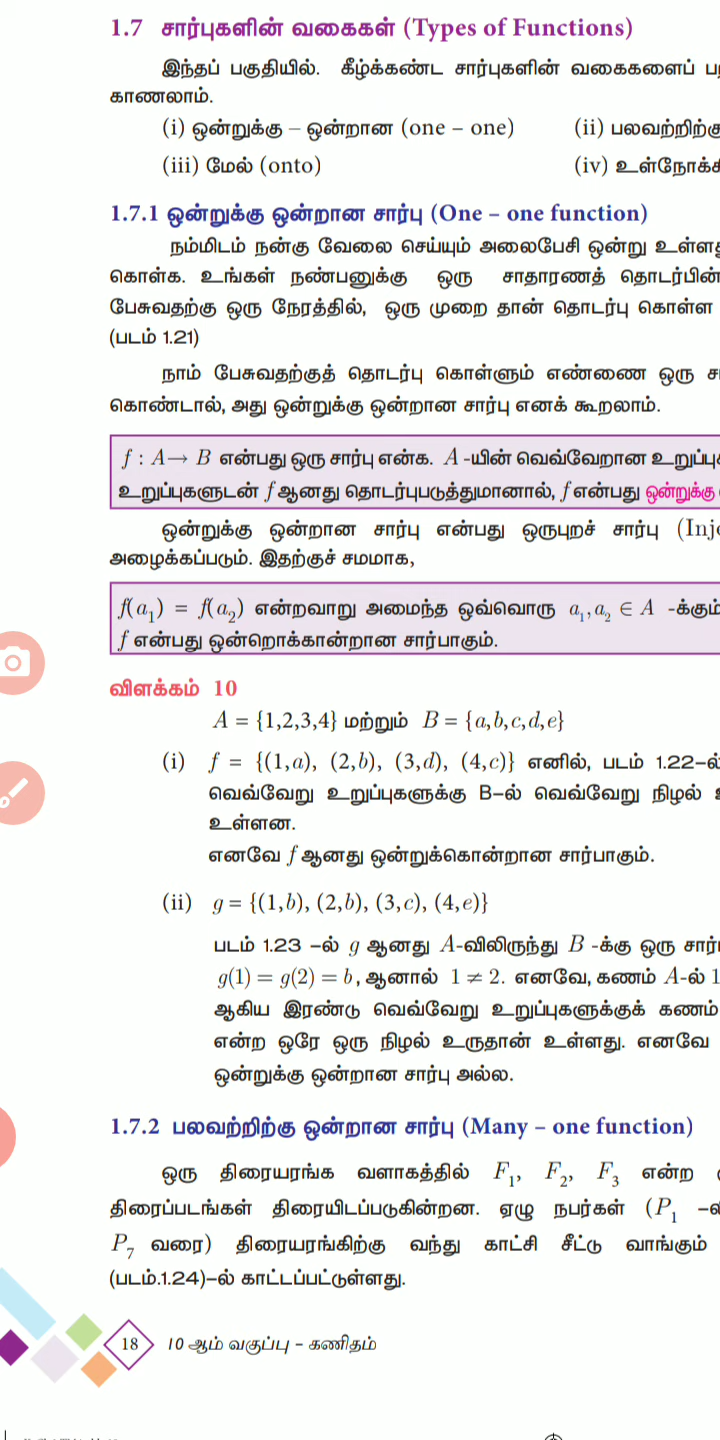 1.7 சார்புகளின் வகைகள் (Types of Functions)
இந்தப் பகுதியில். கீழ்க்கண்ட சார்புகளின் வகைகளைப்
காணலாம்.
(i) ஒன்றுக்கு – ஒன்றான (one – one) (ii) பலவற்றிற்கு
(iii) மேல் (onto) (iv)
1.7.1 ஒன்றுக்கு ஒன்றான சார்பு (One – one function)
நம்மிடம் நன்கு வேலை செய்யும் அலைபேசி ஒன்று
கொள்க. உங்கள் நண்பனுக்கு ஒரு சாதாரணத் தொடர்பின்
பேசுவதற்கு ஒரு நேரத்தில், ஒரு முறை தான் தொடர்பு கொள்ள
(படம் 1.21)
நாம் பேசுவதற்குத் தொடர்பு கொள்ளும் எண்ணை ஒரு
கொண்டால், அது ஒன்றுக்கு ஒன்றான சார்பு எனக் கூறலாம்.
f : A→ B என்பது ஒரு சார்பு என்க. A -யின் வெவ்வேறான
உறுப்புகளுடன் f ஆனது தொடர்புபடுத்துமானால், f என்பது ஒன்றுக்கு
ஒன்றுக்கு ஒன்றான சார்பு என்பது ஒருபுறச் சார்பு (Inj
அழைக்கப்படும். இதற்குச் சமமாக,
f(a₁) = f(a₂) என்றவாறு அமைந்த ஒவ்வொரு a₁,a₂ ∈ A -க்கும்
f என்பது ஒன்றொக்கான்றான சார்பாகும்.
விளக்கம் 10
A = {1,2,3,4} மற்றும் B = {a,b,c,d,e}
(i) f = {(1,a), (2,b), (3,d), (4,c)} எனில், படம் 1.22–ல்
வெவ்வேறு உறுப்புகளுக்கு B–ல் வெவ்வேறு நிழல்
உள்ளன.
எனவே f ஆனது ஒன்றுக்கொன்றான சார்பாகும்.
(ii) g = {(1,b), (2,b), (3,c), (4,e)}
படம் 1.23 –ல் g ஆனது A-விலிருந்து B -க்கு ஒரு
g(1) = g(2) = b, ஆனால் 1 ≠ 2. எனவே, கணம் A-ல் 1
ஆகிய இரண்டு வெவ்வேறு உறுப்புகளுக்குக் கணம்
என்ற ஒரே ஒரு நிழல் உருதான் உள்ளது. எனவே
ஒன்றுக்கு ஒன்றான சார்பு அல்ல.
1.7.2 பலவற்றிற்கு ஒன்றான சார்பு (Many – one function)
ஒரு திரையரங்க வளாகத்தில் F₁, F₂, F₃ என்ற
திரைப்படங்கள் திரையிடப்படுகின்றன. ஏழு நபர்கள் (P₁
P₇ வரை) திரையரங்கிற்கு வந்து காட்சி சீட்டு வாங்கும்
(படம்.1.24)–ல் காட்டப்பட்டுள்ளது.
18 10 ஆம் வகுப்பு – கணிதம்